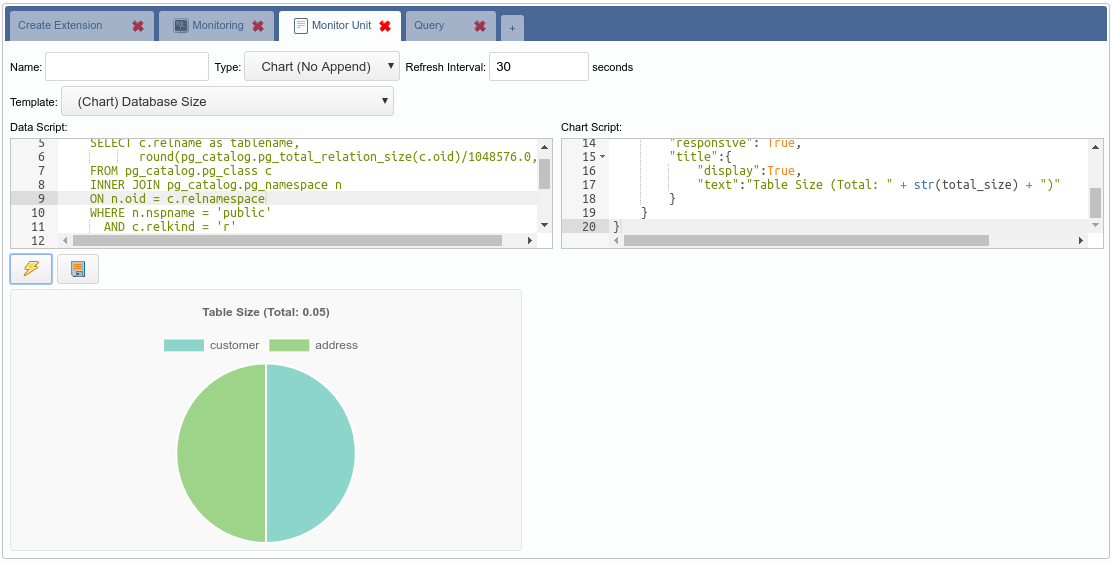 Create Extension
Monitoring
Monitor Unit
Query
+
Name: Type: Chart (No Append) Refresh Interval: 30 seconds
Template: (Chart) Database Size
Data Script:
5 SELECT c.relname as tablename,
6 round(pg_catalog.pg_total_relation_size(c.oid)/1048576.0,
7 FROM pg_catalog.pg_class c
8 INNER JOIN pg_catalog.pg_namespace n
9 ON n.oid = c.relnamespace
10 WHERE n.nspname = 'public'
11 AND c.relkind = 'r'
12
Chart Script:
14 "responsive": True,
15 "title":{
16 "display":True,
17 "text":"Table Size (Total: " + str(total_size) + ")"
18 }
19 }
20 }
Table Size (Total: 0.05)
customer address